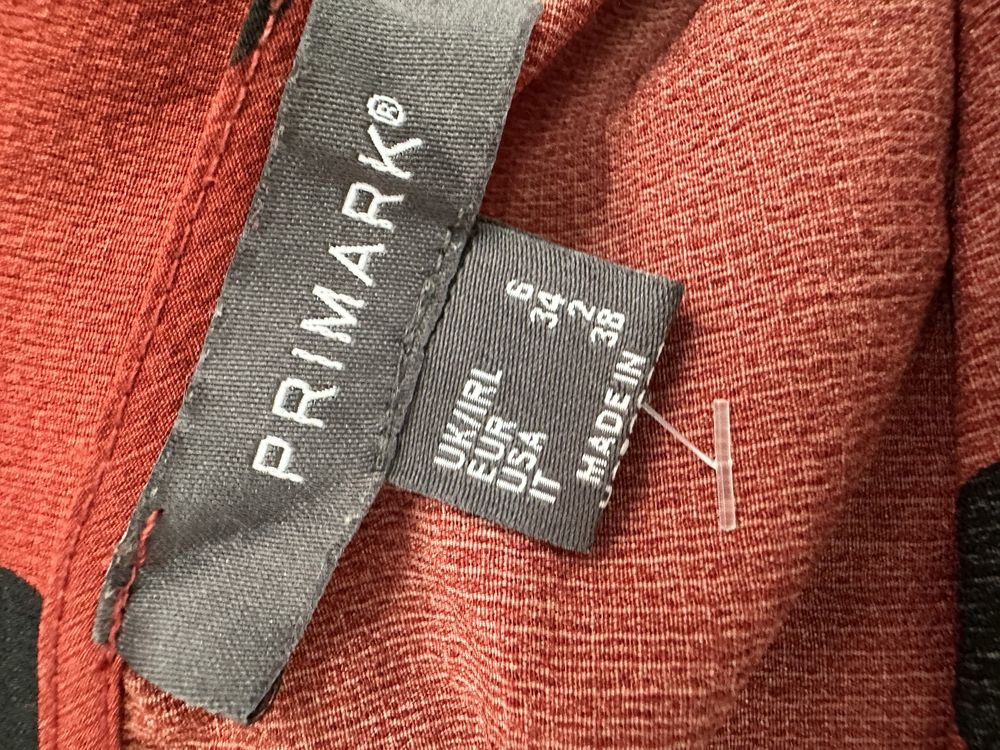 PRIMARK®
UK/IRL 6
EUR 34
USA 2
IT 38
MADE IN